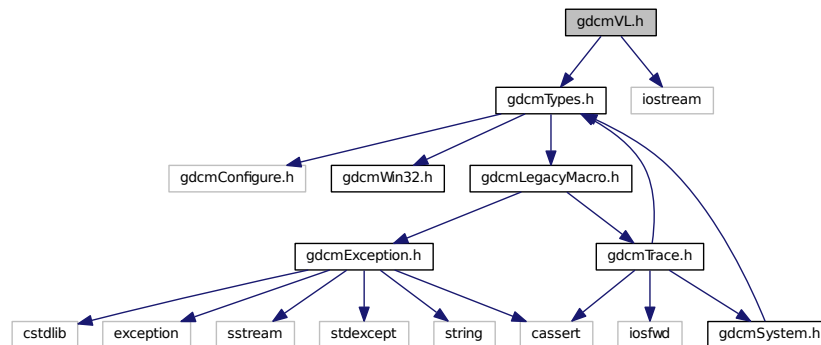 gdcmVL.h
gdcmTypes.h
iostream
gdcmConfigure.h
gdcmWin32.h
gdcmLegacyMacro.h
gdcmException.h
gdcmTrace.h
cstdlib
exception
sstream
stdexcept
string
cassert
iosfwd
gdcmSystem.h